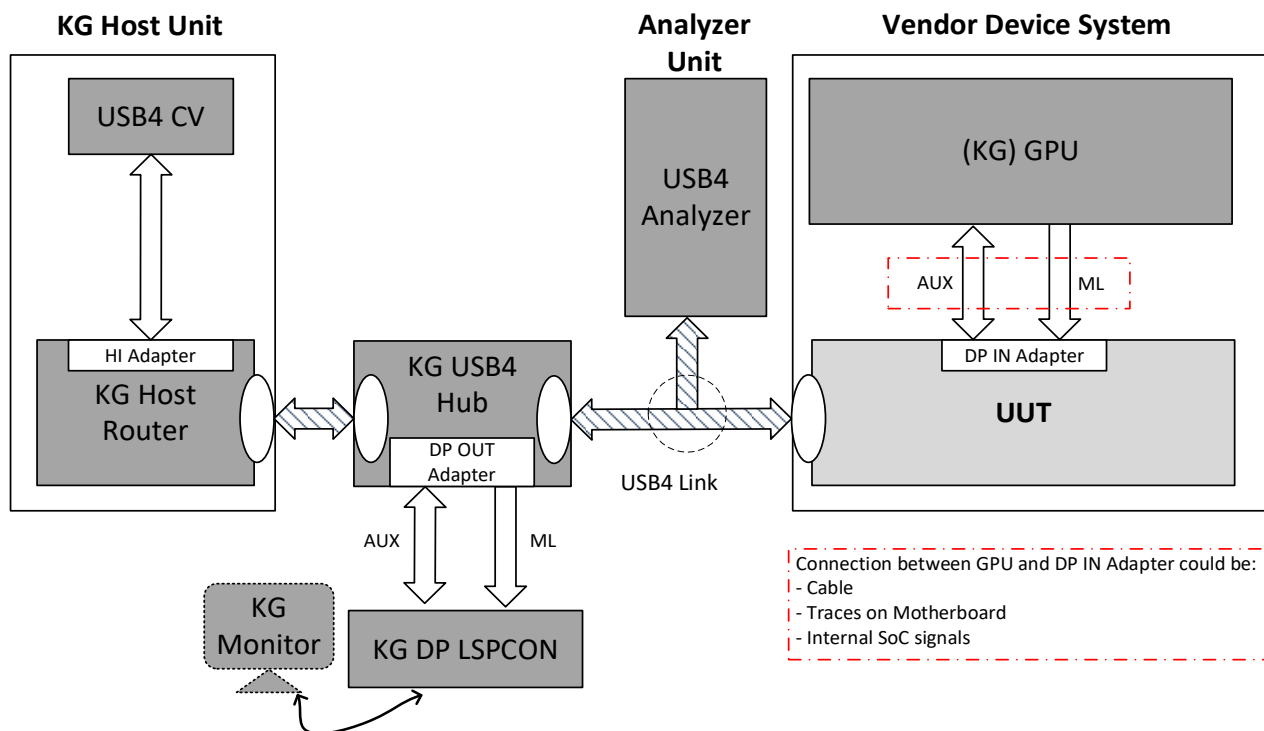 KG Host Unit
USB4 CV
HI Adapter
KG Host
Router
KG USB4
Hub
DP OUT
Adapter
AUX
ML
KG
Monitor
KG DP LSPCON
Analyzer
Unit
USB4
Analyzer
USB4 Link
Vendor Device System
(KG) GPU
AUX
ML
DP IN Adapter
UUT
Connection between GPU and DP IN Adapter could be:
- Cable
- Traces on Motherboard
- Internal SoC signals